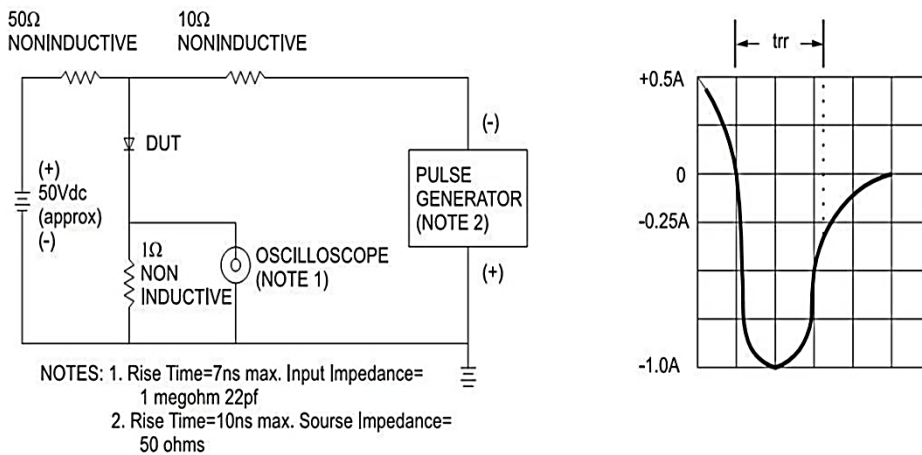 50Ω
NONINDUCTIVE
10Ω
NONINDUCTIVE
DUT
(+)
50Vdc
(approx)
(-)
1Ω
NON
INDUCTIVE
OSCILLOSCOPE
(NOTE 1)
(-)
PULSE
GENERATOR
(NOTE 2)
(+)
NOTES: 1. Rise Time=7ns max. Input Impedance=
1 megohm 22pf
2. Rise Time=10ns max. Sourse Impedance=
50 ohms
trr
+0.5A
0
-0.25A
-1.0A